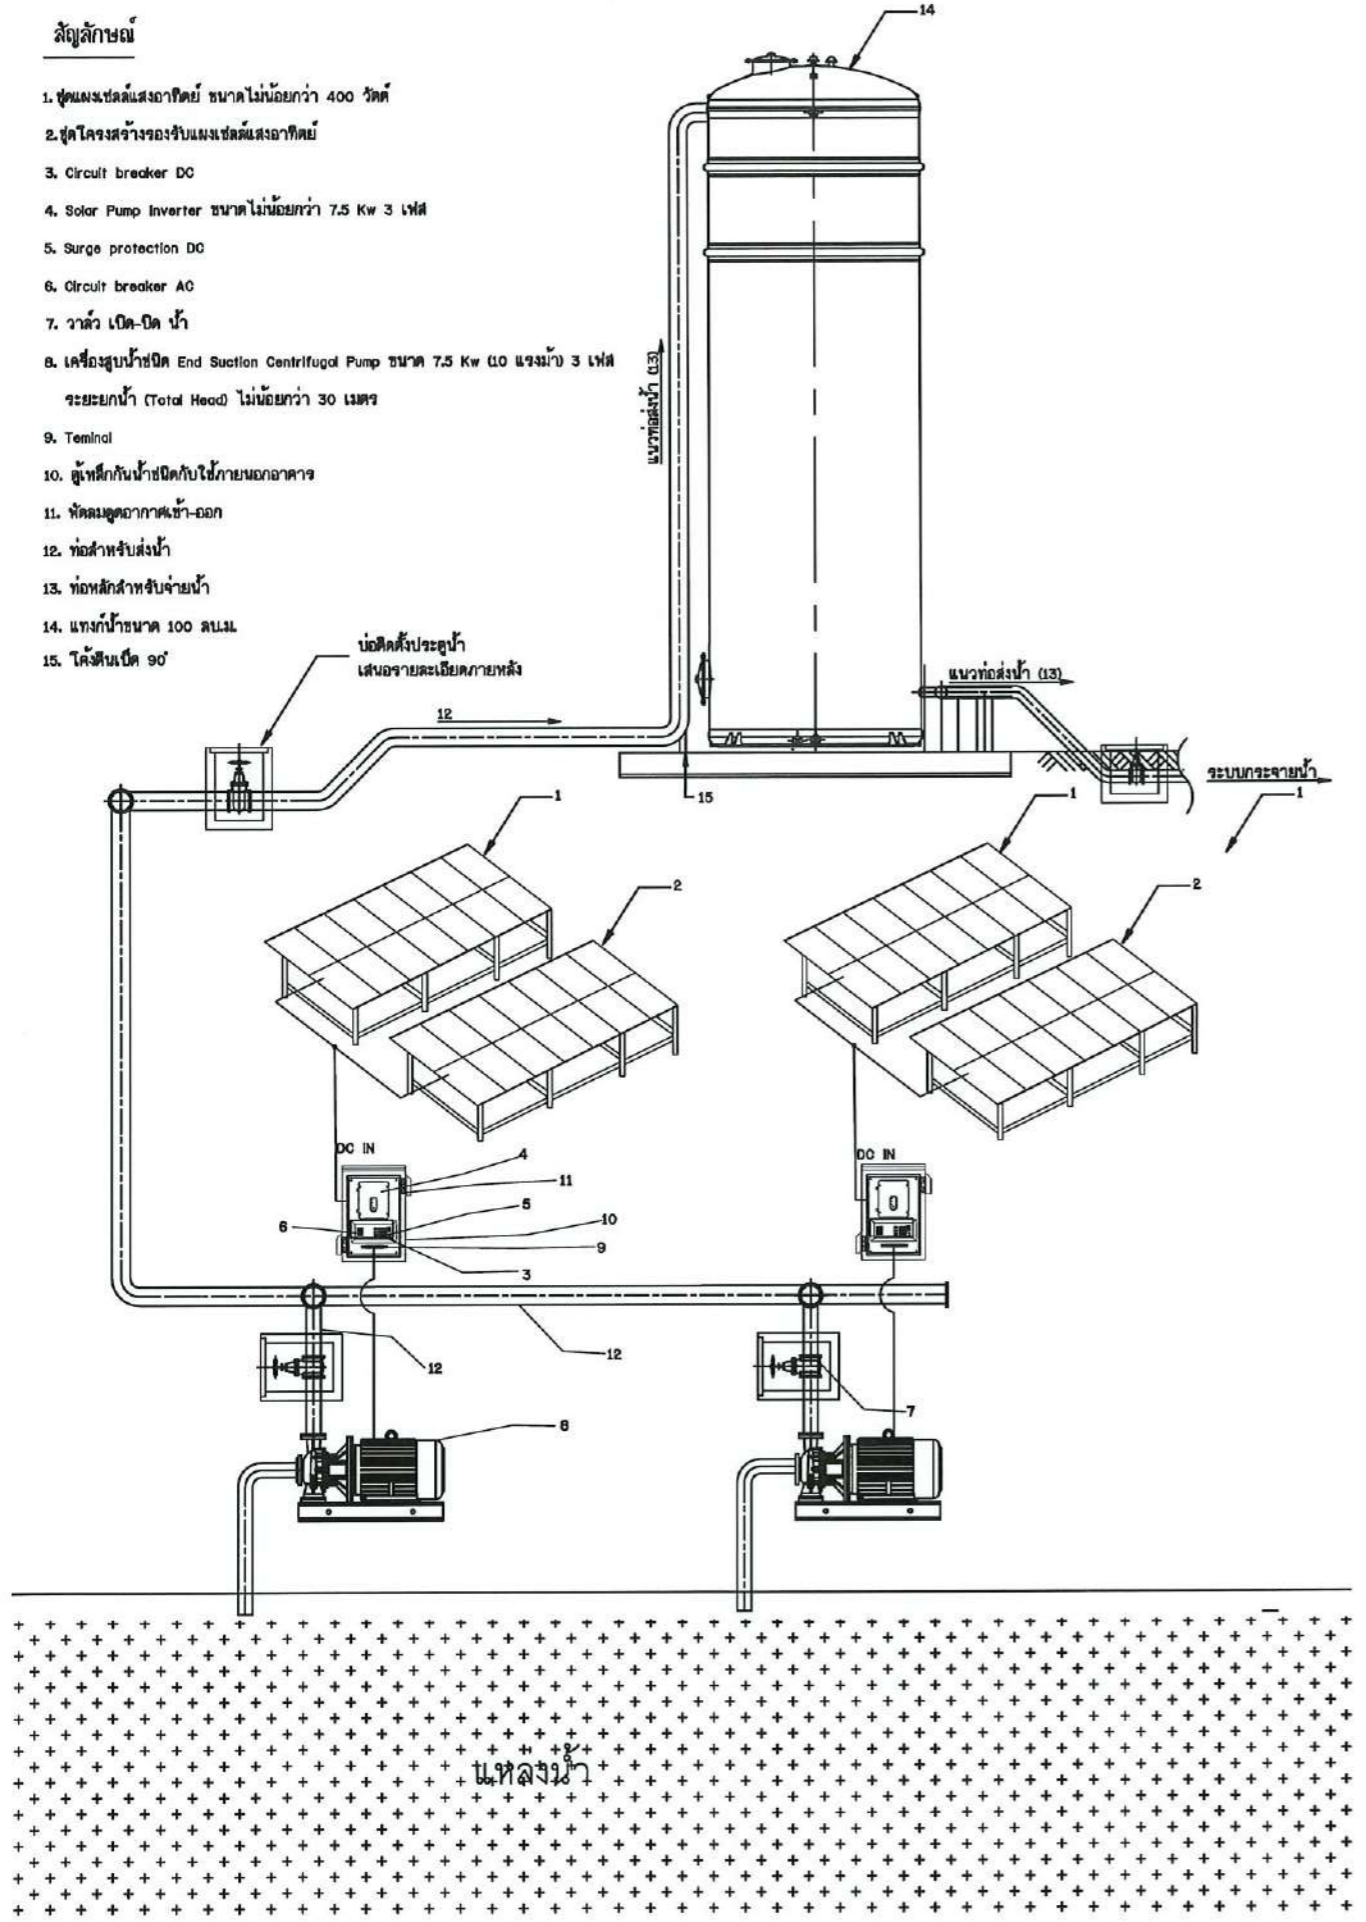 สัญลักษณ์
1. ชุดแผงเซลล์แสงอาทิตย์ ขนาดไม่น้อยกว่า 400 วัตต์
2. ชุดโครงสร้างรองรับแผงเซลล์แสงอาทิตย์
3. Circuit breaker DC
4. Solar Pump Inverter ขนาดไม่น้อยกว่า 7.5 Kw 3 เฟส
5. Surge protection DC
6. Circuit breaker AC
7. วาล์ว เปิด-ปิด น้ำ
8. เครื่องสูบน้ำชนิด End Suction Centrifugal Pump ขนาด 7.5 Kw (10 แรงม้า) 3 เฟส
ระยะยกน้ำ (Total Head) ไม่น้อยกว่า 30 เมตร
9. Teminal
10. ตู้เหล็กกันน้ำชนิดกับใช้ภายนอกอาคาร
11. พัดลมดูดอากาศเข้า-ออก
12. ท่อสำหรับส่งน้ำ
13. ท่อหลักสำหรับจ่ายน้ำ
14. แทงก์น้ำขนาด 100 ลบ.ม.
15. โค้งตีนเป็ด 90°
14
แนวท่อส่งน้ำ (13)
บ่อติดตั้งประตูน้ำ
เสนอรายละเอียดภายหลัง
แนวท่อส่งน้ำ (13)
12
ระบบกระจายน้ำ
15
1
1
1
2
2
DC IN
DC IN
4
11
5
6
10
9
3
12
12
7
8
แหล่งน้ำ